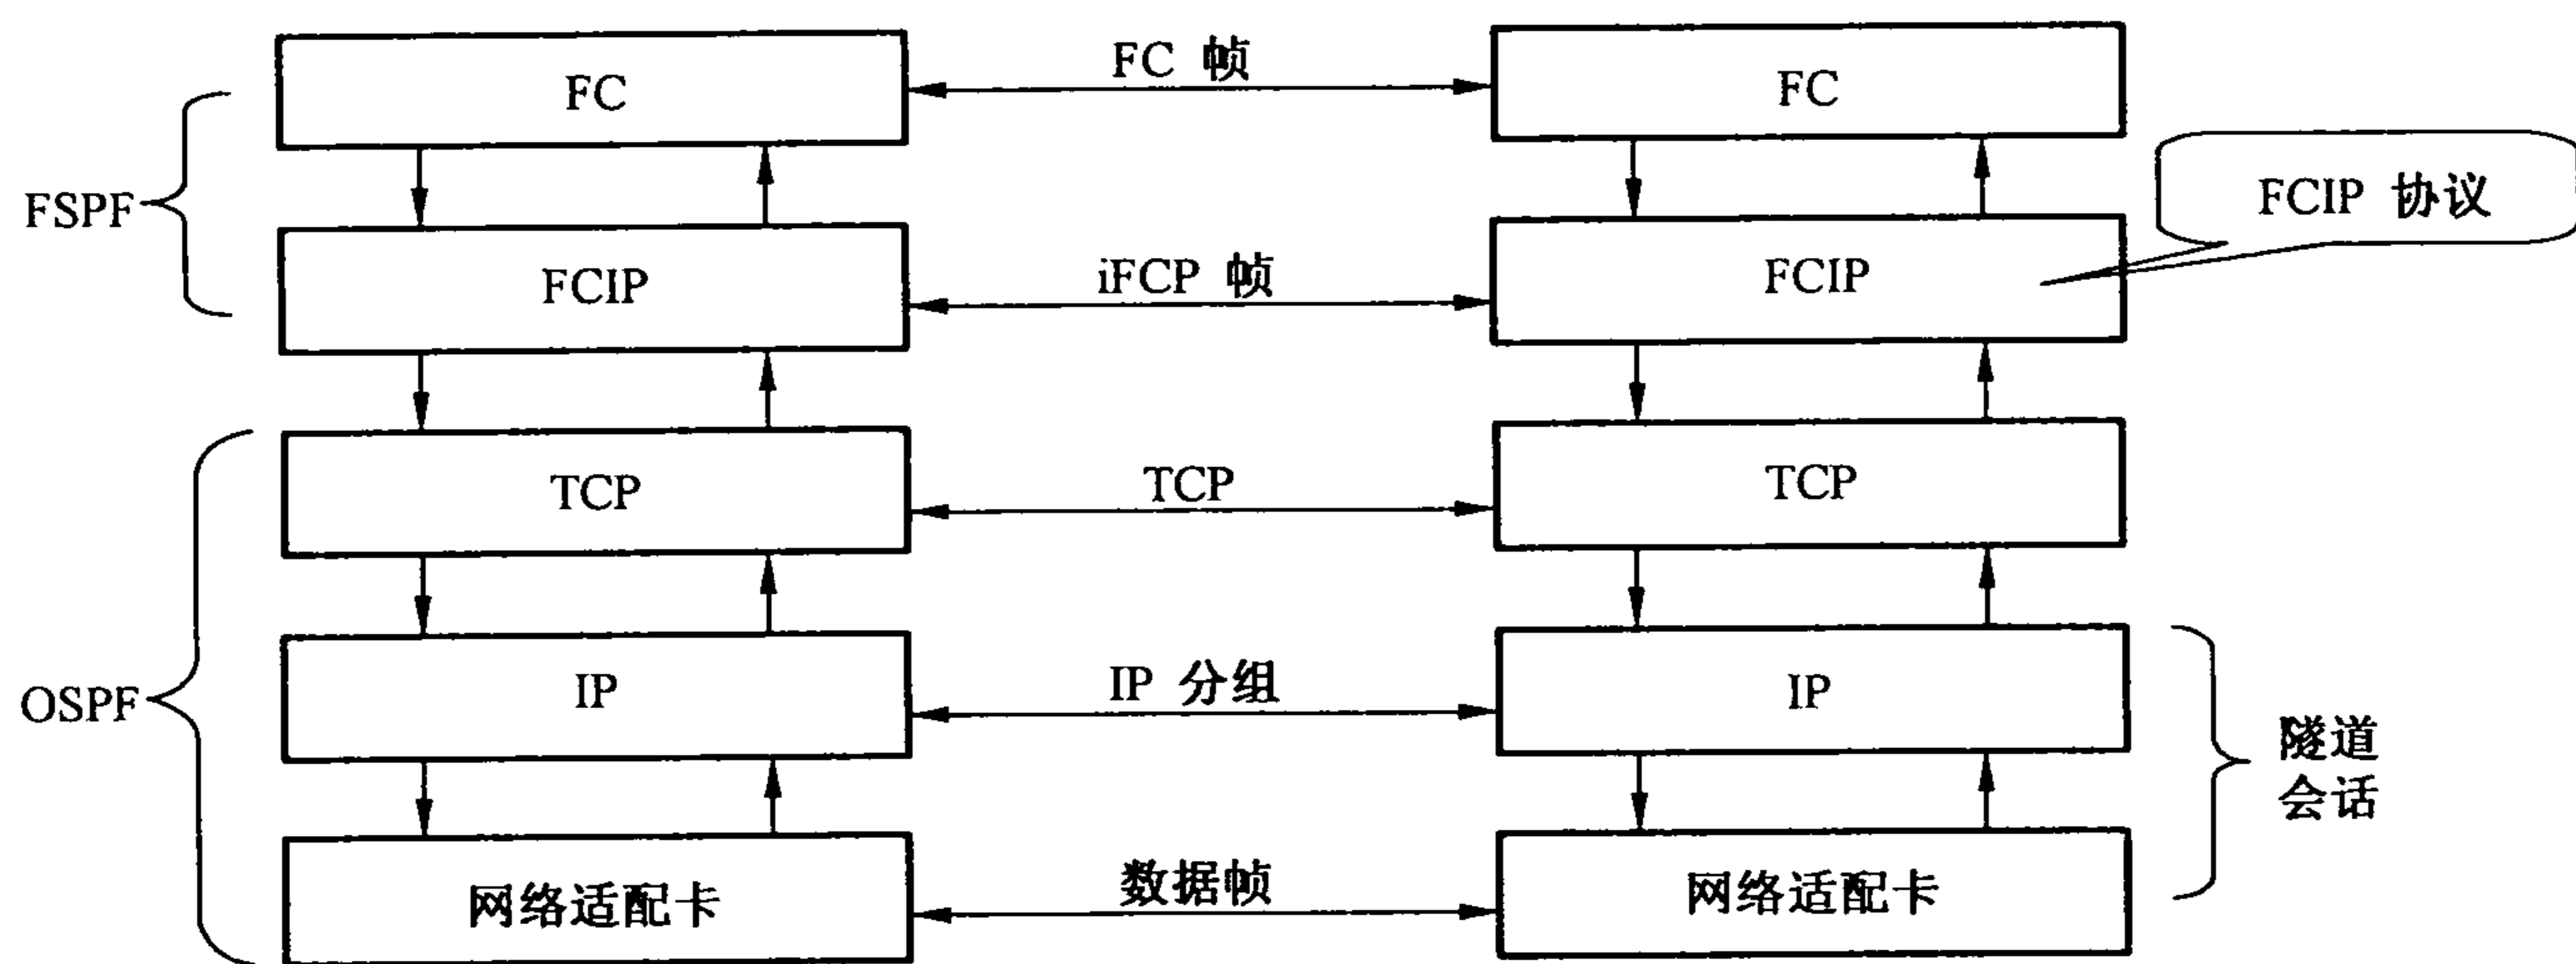 FC
FC 帧
FC
FSPF
FCIP 协议
FCIP
iFCP 帧
FCIP
TCP
TCP
TCP
OSPF
IP
IP 分组
IP
隧道
会话
网络适配卡
数据帧
网络适配卡